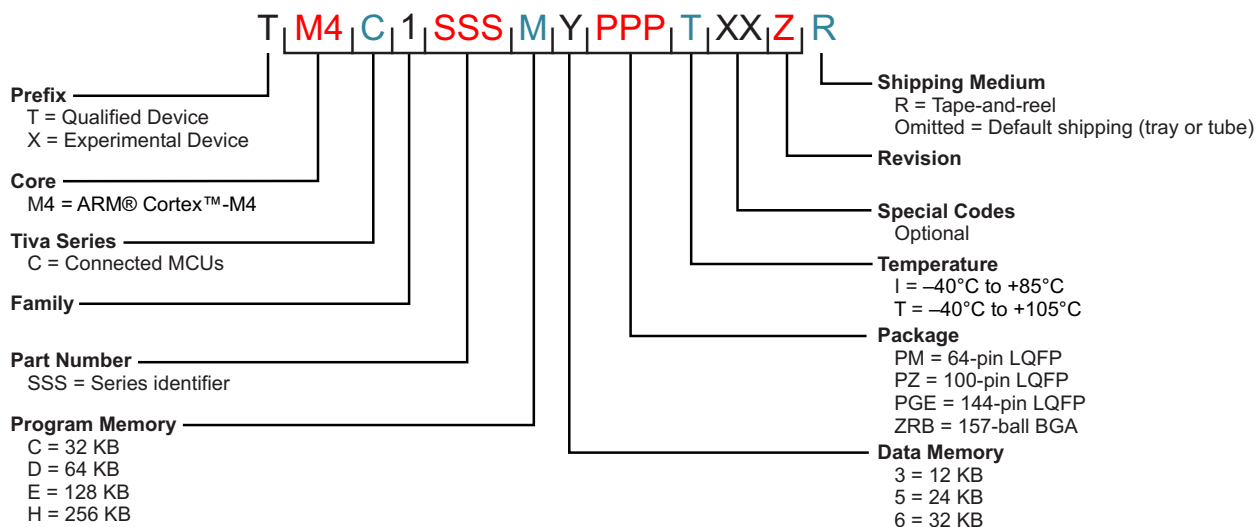 T M4 C 1 SSS M Y PPP T XX Z R
Prefix
T = Qualified Device
X = Experimental Device
Core
M4 = ARM® Cortex™-M4
Tiva Series
C = Connected MCUs
Family
Part Number
SSS = Series identifier
Program Memory
C = 32 KB
D = 64 KB
E = 128 KB
H = 256 KB
Shipping Medium
R = Tape-and-reel
Omitted = Default shipping (tray or tube)
Revision
Special Codes
Optional
Temperature
I = –40°C to +85°C
T = –40°C to +105°C
Package
PM = 64-pin LQFP
PZ = 100-pin LQFP
PGE = 144-pin LQFP
ZRB = 157-ball BGA
Data Memory
3 = 12 KB
5 = 24 KB
6 = 32 KB